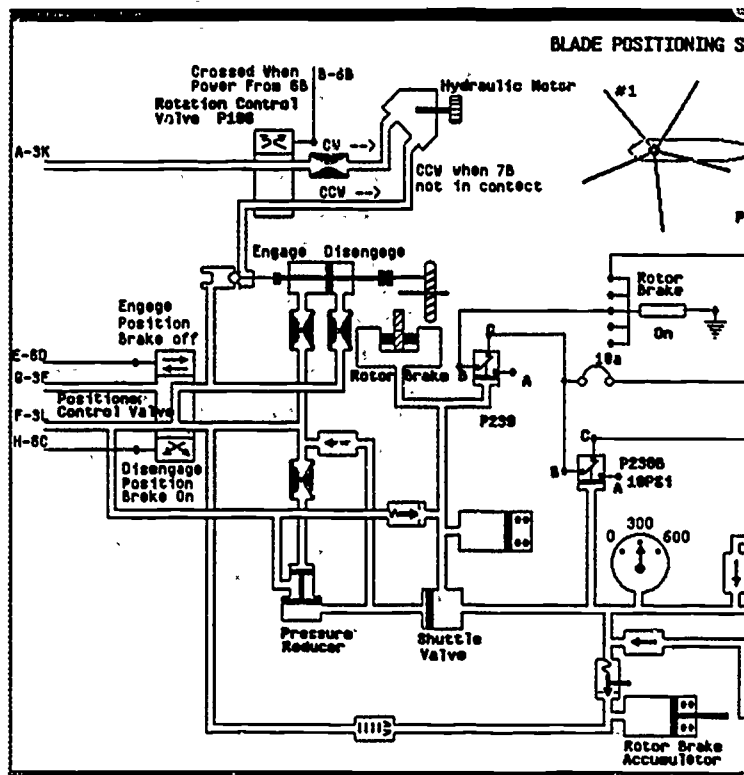 BLADE POSITIONING S
Crossed When
Power From 6B
B-6B
Rotation Control
Valve P186
Hydraulic Motor
#1
A-3K
CW -->
CCW -->
CCW when 7B
not in contact
P
Engage Disengage
Rotor
Brake
On
Engage
Position
Brake off
10a
E-6D
G-3F
Rotor Brake
B
C
A
Positioner
Control Valve
P239
F-3L
H-6C
Disengage
Position
Brake On
C
B
A
P238B
10PSI
0 300 600
Pressure
Reducer
Shuttle
Valve
Rotor Brake
Accumulator